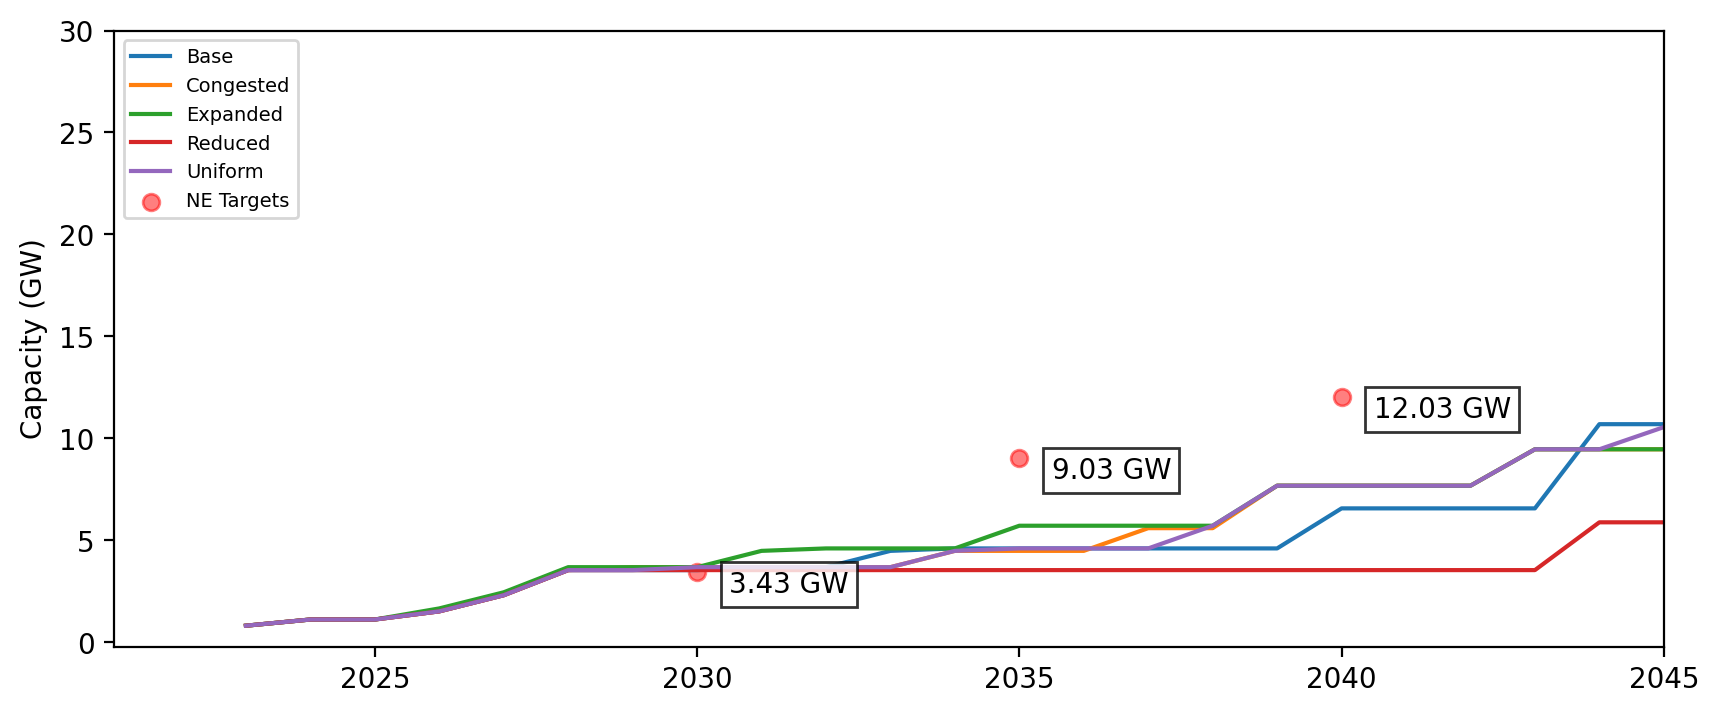 30
25
20
15
10
5
0
Capacity (GW)
Base
Congested
Expanded
Reduced
Uniform
NE Targets
3.43 GW
9.03 GW
12.03 GW
2025
2030
2035
2040
2045